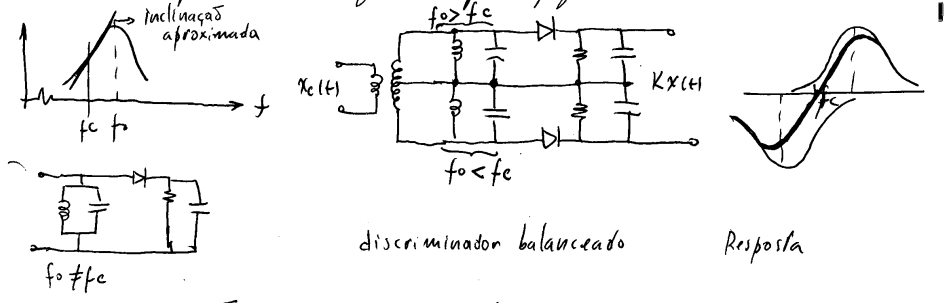 inclinação
aproximada
f
fc fo
fo ≠ fc
fo > fc
xc(t)
Kx(t)
fo < fc
discriminador balanceado
fc
Resposta